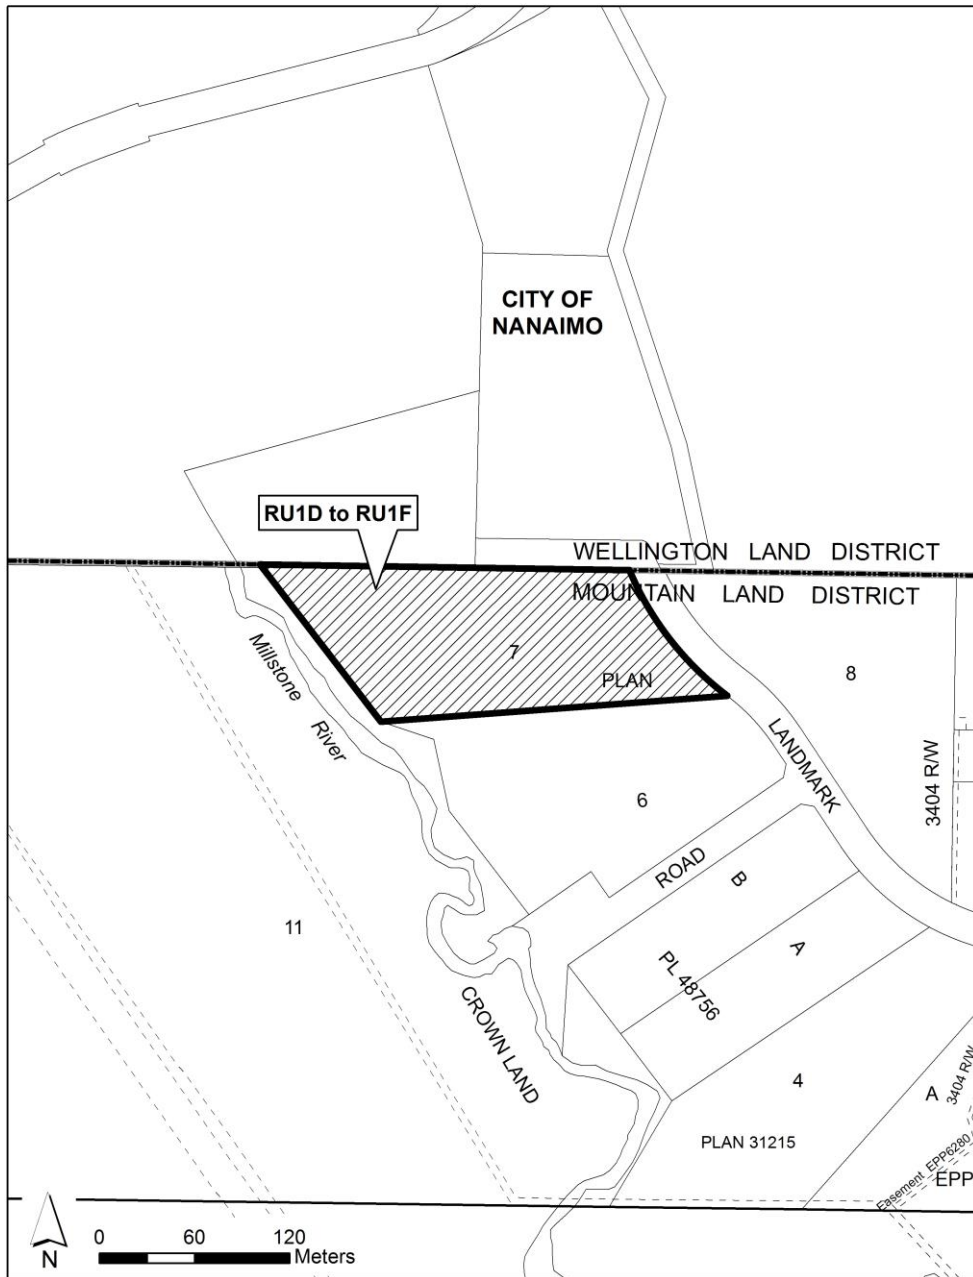 CITY OF
NANAIMO
RU1D to RU1F
WELLINGTON LAND DISTRICT
MOUNTAIN LAND DISTRICT
7
PLAN
8
Millstone River
LANDMARK
3404 R/W
6
ROAD
B
11
A
PL 48756
CROWN LAND
4
A
3404 R/W
PLAN 31215
Easement EPP6280
EPP
N
0 60 120
Meters